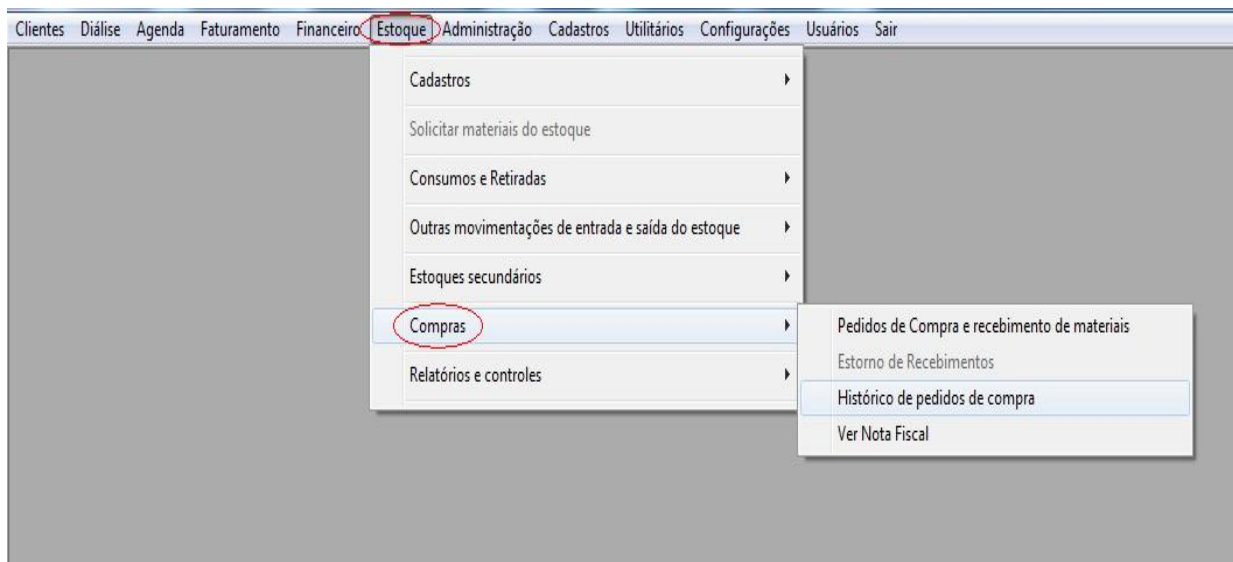 Clientes Diálise Agenda Faturamento Financeiro Estoque Administração Cadastros Utilitários Configurações Usuários Sair
Cadastros
Solicitar materiais do estoque
Consumos e Retiradas
Outras movimentações de entrada e saída do estoque
Estoques secundários
Compras
Relatórios e controles
Pedidos de Compra e recebimento de materiais
Estorno de Recebimentos
Histórico de pedidos de compra
Ver Nota Fiscal